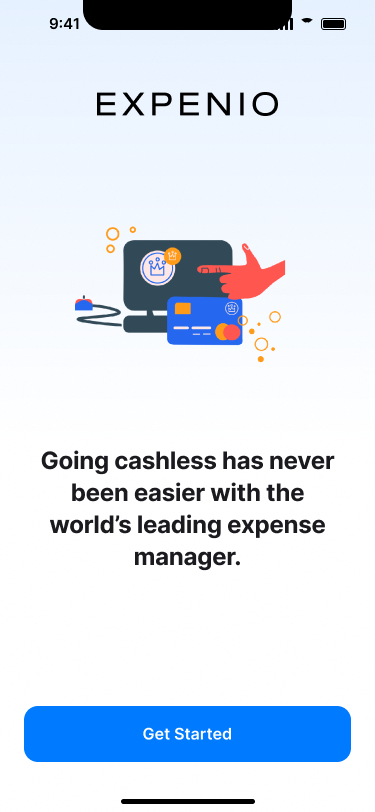 9:41
EXPENIO
Going cashless has never
been easier with the
world’s leading expense
manager.
Get Started